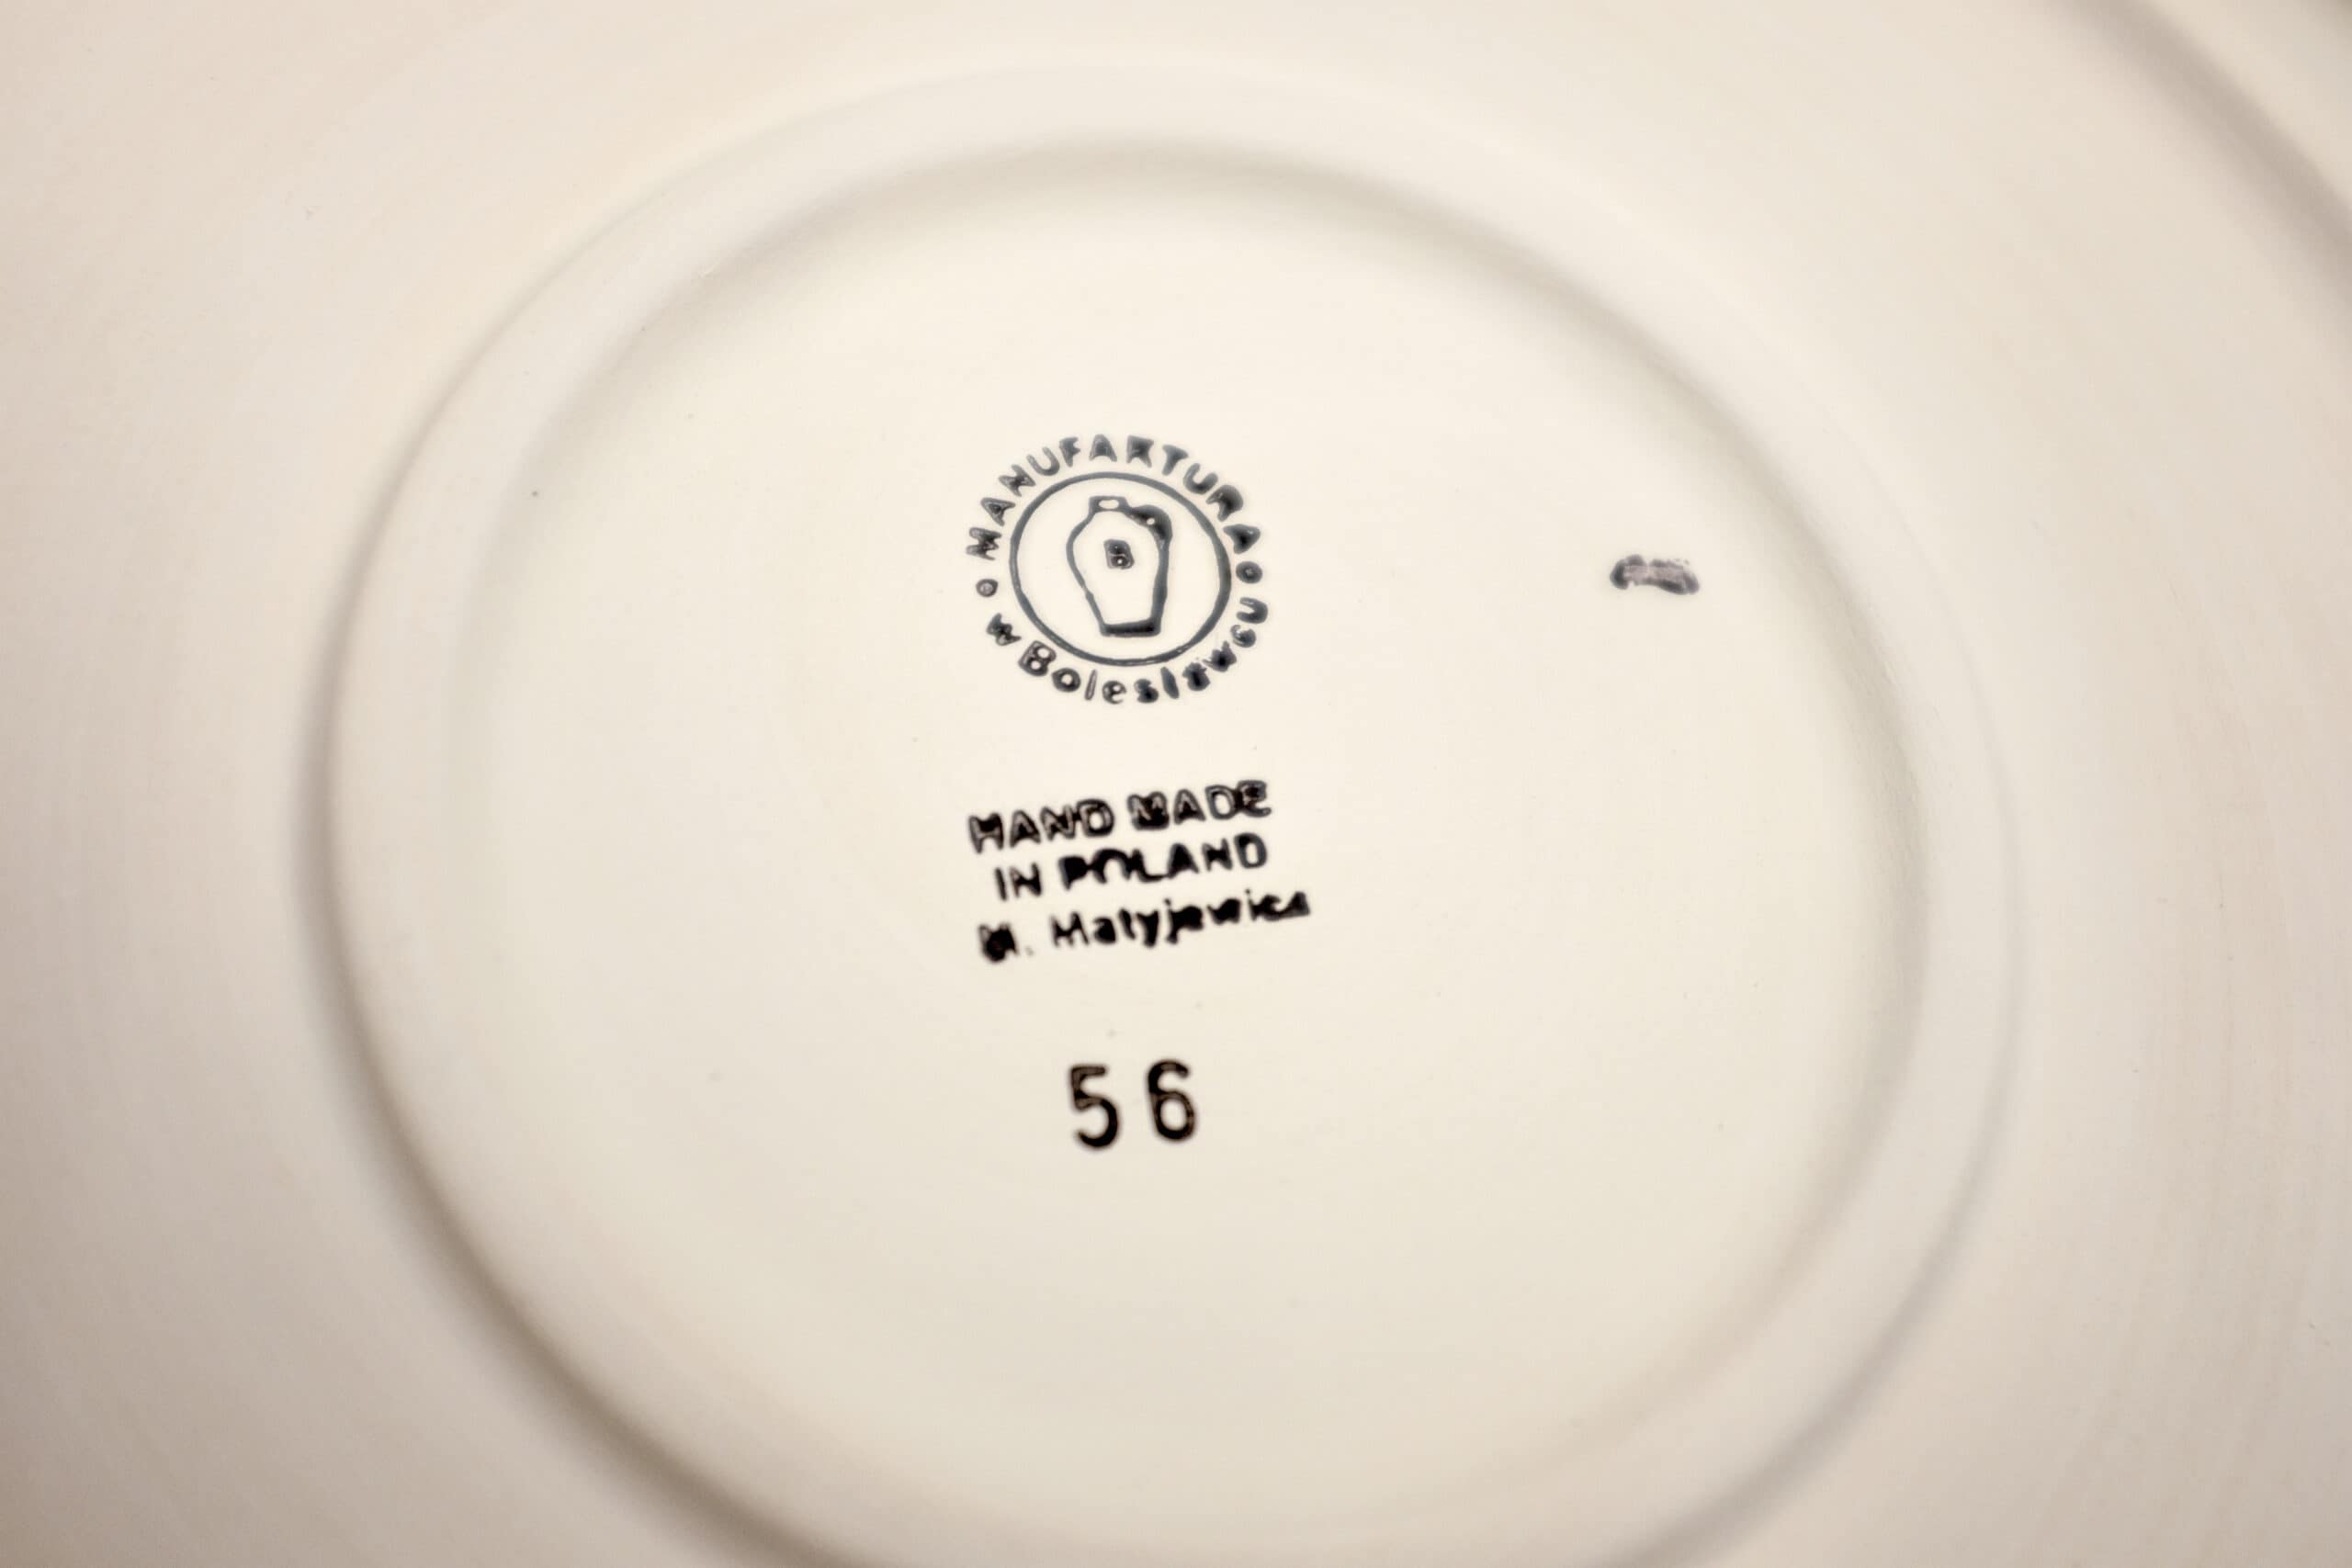 MANUFAKTURA
B
w Bolesławcu
HAND MADE
IN POLAND
M. Matyjewicz
56